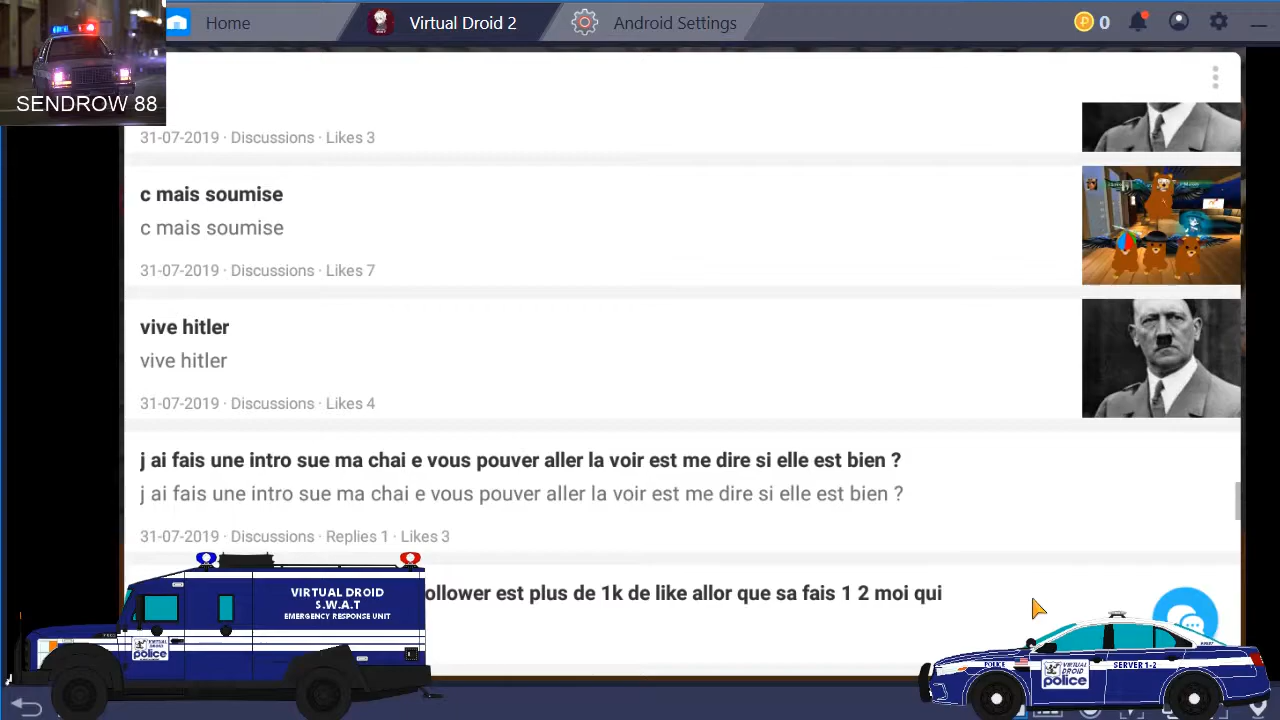 Home
Virtual Droid 2
Android Settings
0
SENDROW 88
31-07-2019 · Discussions · Likes 3
c mais soumise
c mais soumise
31-07-2019 · Discussions · Likes 7
vive hitler
vive hitler
31-07-2019 · Discussions · Likes 4
j ai fais une intro sue ma chai e vous pouver aller la voir est me dire si elle est bien ?
j ai fais une intro sue ma chai e vous pouver aller la voir est me dire si elle est bien ?
31-07-2019 · Discussions · Replies 1 · Likes 3
ollower est plus de 1k de like allor que sa fais 1 2 moi qui
VIRTUAL DROID
S.W.A.T
EMERGENCY RESPONSE UNIT
VIRTUAL DROID
police
POLICE
VIRTUAL DROID
police
SERVER 1-2